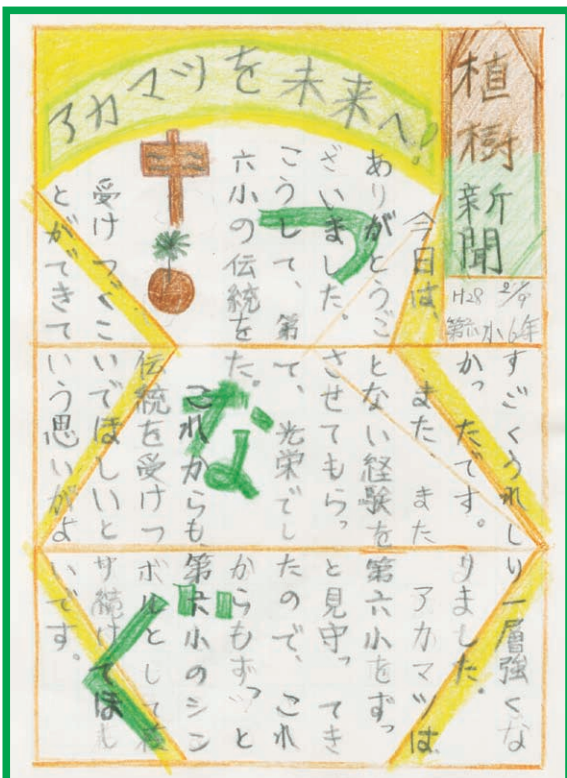 植樹新聞
H28 2/9
第六小6年
アカマツを未来へ!
つなぐ
今日は、
ありがとうご
ざいました。
こうして、第
六小の伝統を
受けつぐこ
とができて
すごくうれし
かったです。
また、また
とない経験を
させてもらっ
て、光栄でし
た。
これからも
伝統を受けつ
いでほしいと
いう思いがよ
り一層強くな
りました。
アカマツは
第六小をずっ
と見守ってき
たので、これ
からもずっと
第六小のシン
ボルとして
続けてほし
いです。